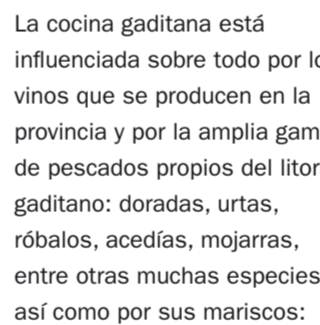 La cocina gaditana está
influenciada sobre todo por
vinos que se producen en la
provincia y por la amplia
de pescados propios del
gaditano: doradas, urtas,
róbalos, acedías, mojarras,
entre otras muchas especies
así como por sus mariscos: